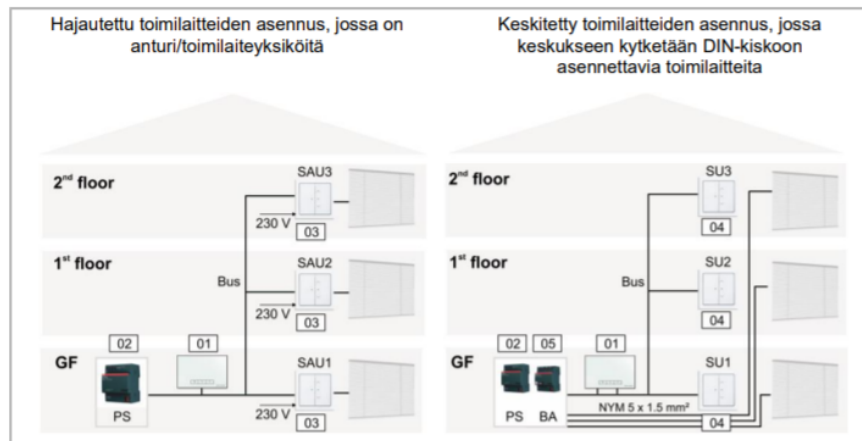 Hajautettu toimilaitteiden asennus, jossa on
anturi/toimilaiteyksiköitä
2nd floor
SAU3
230 V
03
1st floor
Bus
SAU2
230 V
03
GF
02
01
PS
SAU1
230 V
03
Keskitetty toimilaitteiden asennus, jossa
keskukseen kytketään DIN-kiskoon
asennettavia toimilaitteita
2nd floor
SU3
04
1st floor
Bus
SU2
04
GF
02 05
01
PS BA
SU1
NYM 5 x 1.5 mm²
04